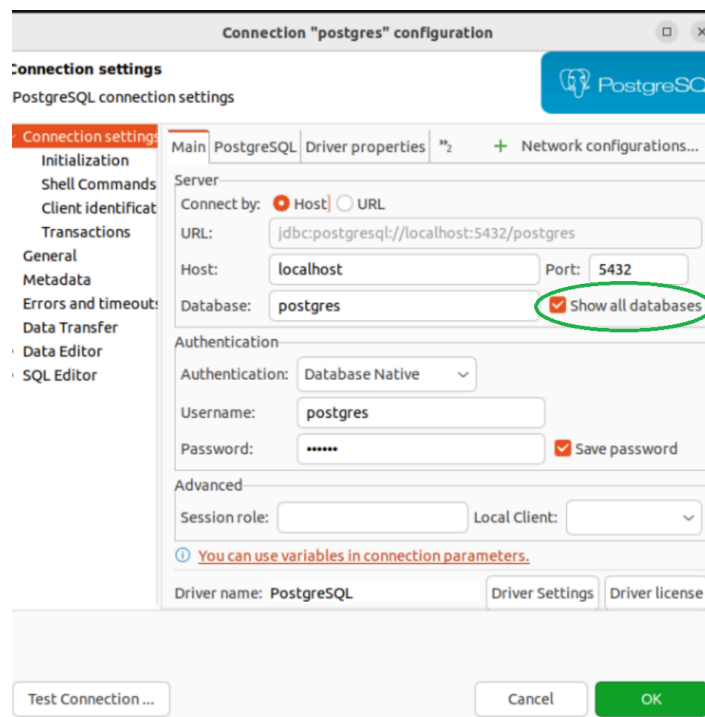 Connection "postgres" configuration
Connection settings
PostgreSQL connection settings
PostgreSQ
Connection settings
Initialization
Shell Commands
Client identificat
Transactions
General
Metadata
Errors and timeouts
Data Transfer
Data Editor
SQL Editor
Main PostgreSQL Driver properties »2 + Network configurations...
Server
Connect by: Host URL
URL: jdbc:postgresql://localhost:5432/postgres
Host: localhost Port: 5432
Database: postgres Show all databases
Authentication
Authentication: Database Native
Username: postgres
Password: ••••••  Save password
Advanced
Session role: Local Client:
You can use variables in connection parameters.
Driver name: PostgreSQL Driver Settings Driver license
Test Connection ... Cancel OK